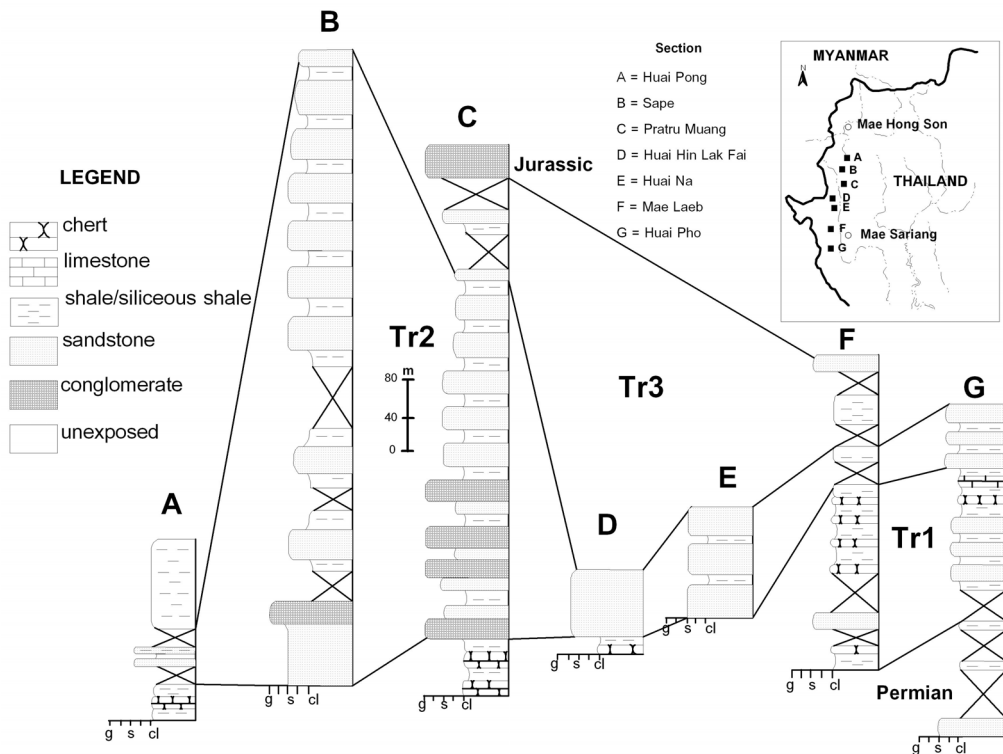 B
Section
A = Huai Pong
B = Sape
C = Pratru Muang
D = Huai Hin Lak Fai
E = Huai Na
F = Mae Laeb
G = Huai Pho
MYANMAR
N
Mae Hong Son
A
B
C
THAILAND
D
E
F
Mae Sariang
G
C
Jurassic
LEGEND
chert
limestone
shale/siliceous shale
sandstone
conglomerate
unexposed
Tr2
m
80
40
0
Tr3
F
G
A
E
D
Tr1
g s cl
g s cl
g s cl
g s cl
g s cl
g s cl
Permian
g s cl